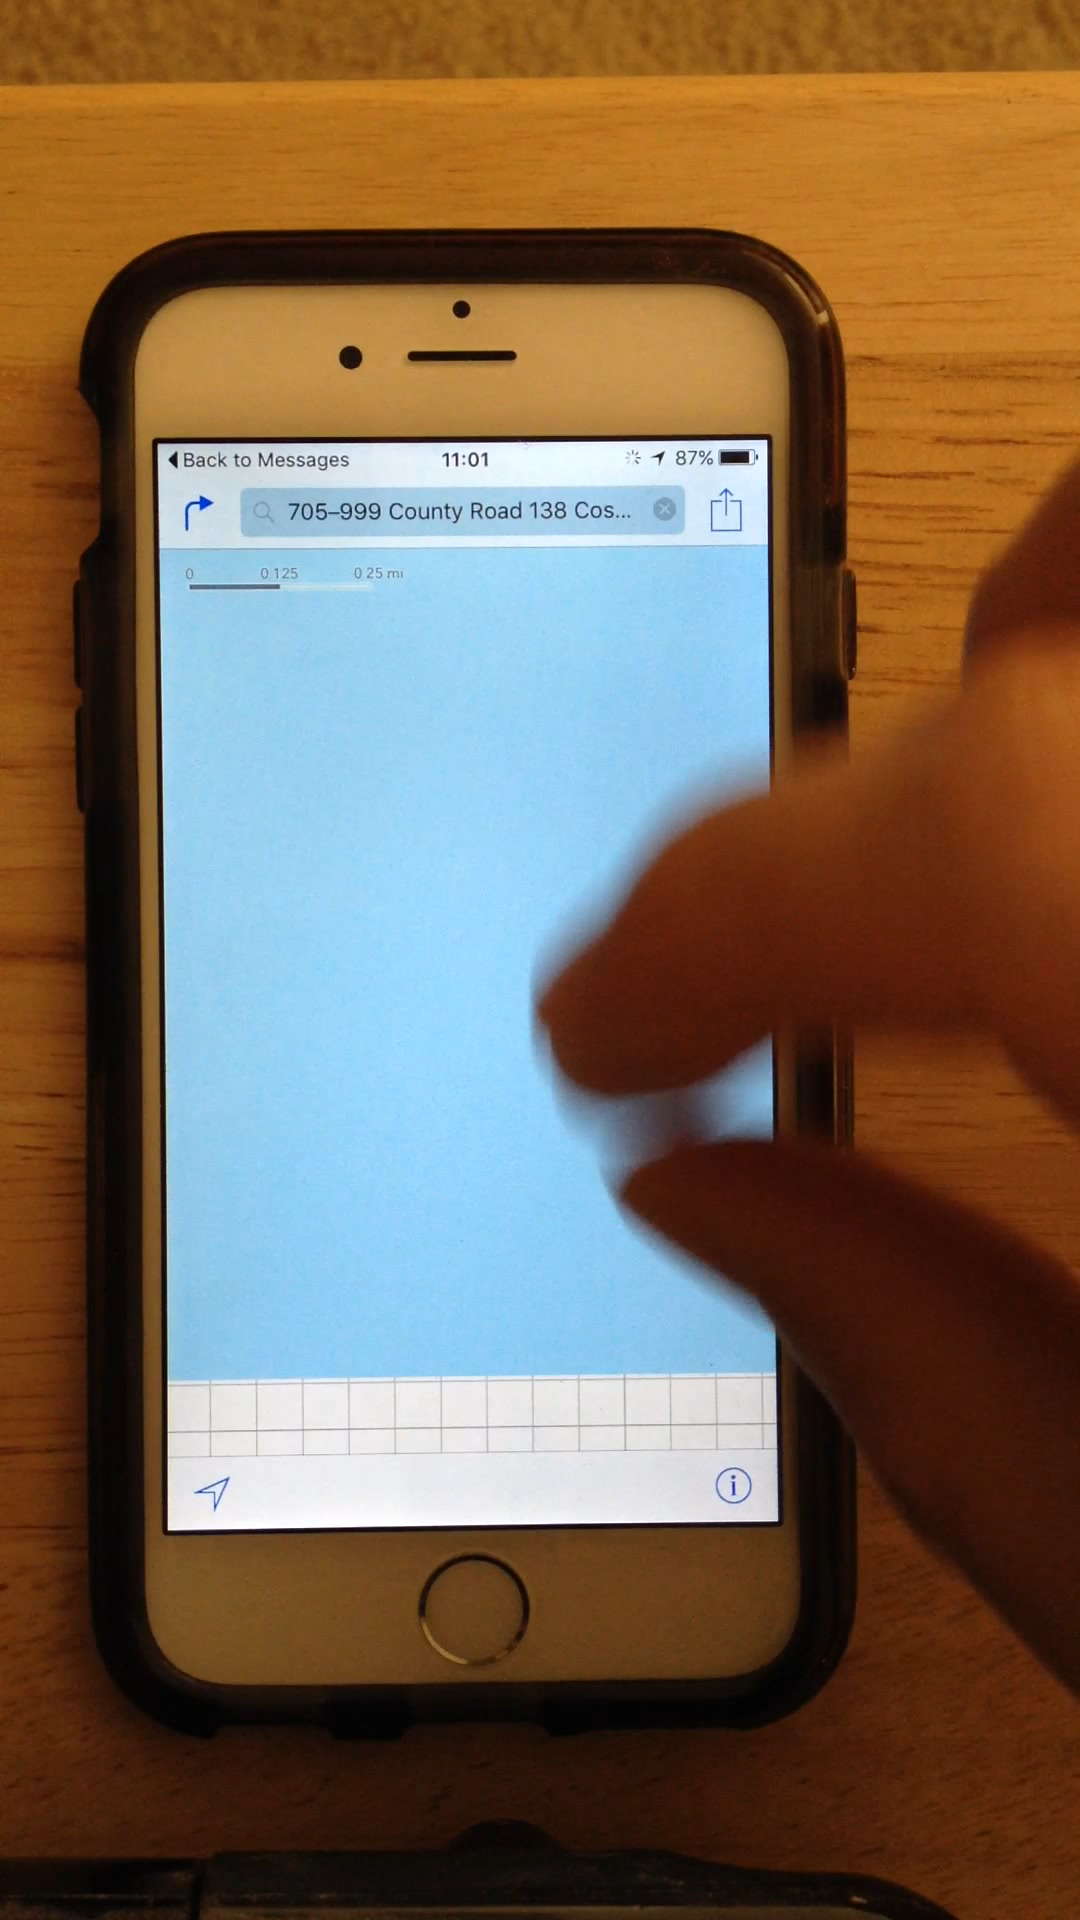 Back to Messages 11:01 87%
705–999 County Road 138 Cos...
0 0.125 0.25 mi